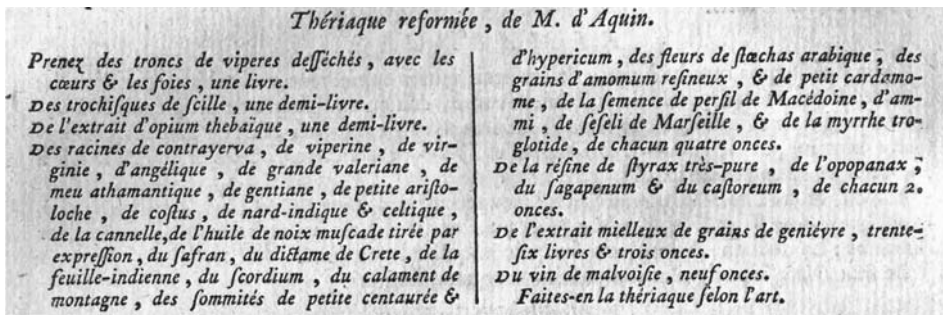 Thériaque reformée, de M. d'Aquin.
Prenez des troncs de viperes deſſéchés, avec les
cœurs & les foies, une livre.
Des trochiſques de ſcille, une demi-livre.
De l'extrait d'opium thebaïque, une demi-livre.
Des racines de contrayerva, de viperine, de vir-
ginie, d'angélique, de grande valeriane, de
meu athamantique, de gentiane, de petite ariſto-
loche, de coſtus, de nard-indique & celtique,
de la cannelle, de l'huile de noix muſcade tirée par
expreſſion, du ſafran, du dictame de Crete, de la
feuille-indienne, du ſcordium, du calament de
montagne, des ſommités de petite centaurée &
d'hypericum, des fleurs de ſtœchas arabique, des
grains d'amomum reſineux, & de petit cardamo-
me, de la ſemence de perſil de Macédoine, d'am-
mi, de ſeſeli de Marſeille, & de la myrrhe tro-
glotide, de chacun quatre onces.
De la réſine de ſtyrax très-pure, de l'opopanax,
du ſagapenum & du caſtoreum, de chacun 2.
onces.
De l'extrait mielleux de grains de geniévre, trente-
ſix livres & trois onces.
Du vin de malvoiſie, neuf onces.
Faites-en la thériaque ſelon l'art.